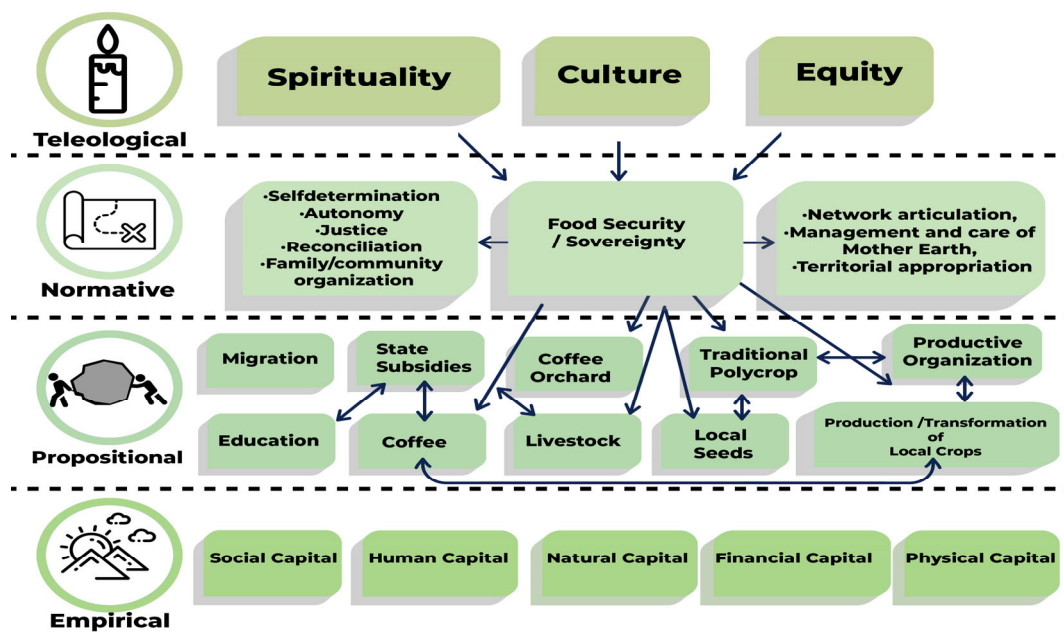 Spirituality
Culture
Equity
Teleological
·Selfdetermination
·Autonomy
·Justice
·Reconciliation
·Family/community
organization
Food Security
/ Sovereignty
·Network articulation,
·Management and care of
Mother Earth,
·Territorial appropriation
Normative
Migration
State
Subsidies
Coffee
Orchard
Traditional
Polycrop
Productive
Organization
Education
Coffee
Livestock
Local
Seeds
Production /Transformation
of
Local Crops
Propositional
Social Capital
Human Capital
Natural Capital
Financial Capital
Physical Capital
Empirical